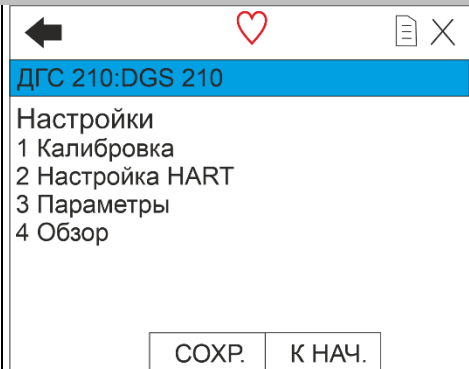 ДГС 210:DGS 210
Настройки
1 Калибровка
2 Настройка HART
3 Параметры
4 Обзор
СОХР. К НАЧ.